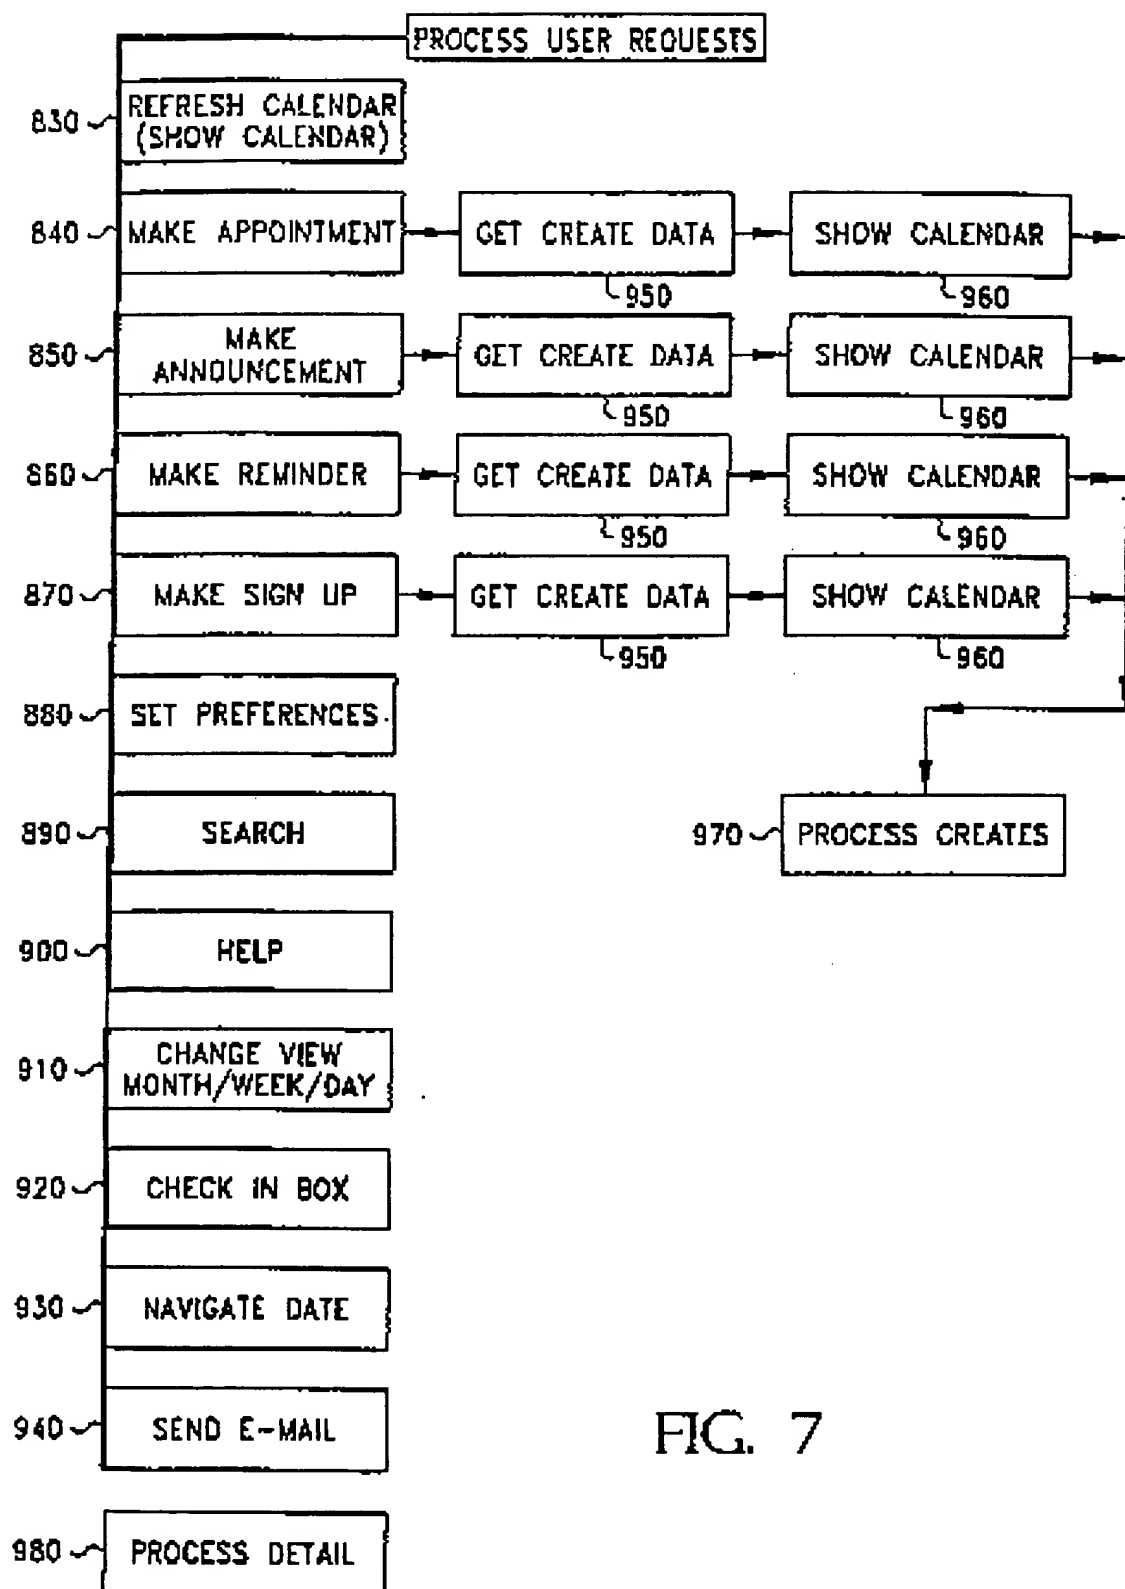 PROCESS USER REQUESTS
830
REFRESH CALENDAR
(SHOW CALENDAR)
840
MAKE APPOINTMENT
GET CREATE DATA
SHOW CALENDAR
950
960
850
MAKE
ANNOUNCEMENT
GET CREATE DATA
SHOW CALENDAR
950
960
860
MAKE REMINDER
GET CREATE DATA
SHOW CALENDAR
950
960
870
MAKE SIGN UP
GET CREATE DATA
SHOW CALENDAR
950
960
880
SET PREFERENCES
890
SEARCH
970
PROCESS CREATES
900
HELP
910
CHANGE VIEW
MONTH/WEEK/DAY
920
CHECK IN BOX
930
NAVIGATE DATE
940
SEND E-MAIL
FIG. 7
980
PROCESS DETAIL